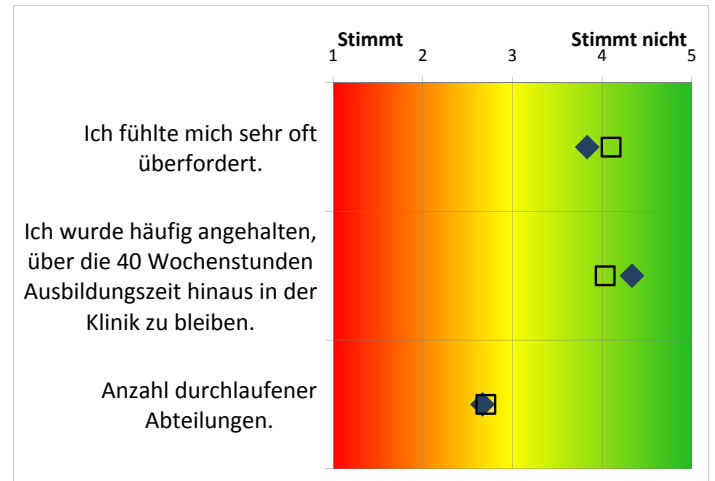 Stimmt Stimmt nicht
1 2 3 4 5
Ich fühlte mich sehr oft
überfordert.
Ich wurde häufig angehalten,
über die 40 Wochenstunden
Ausbildungszeit hinaus in der
Klinik zu bleiben.
Anzahl durchlaufener
Abteilungen.